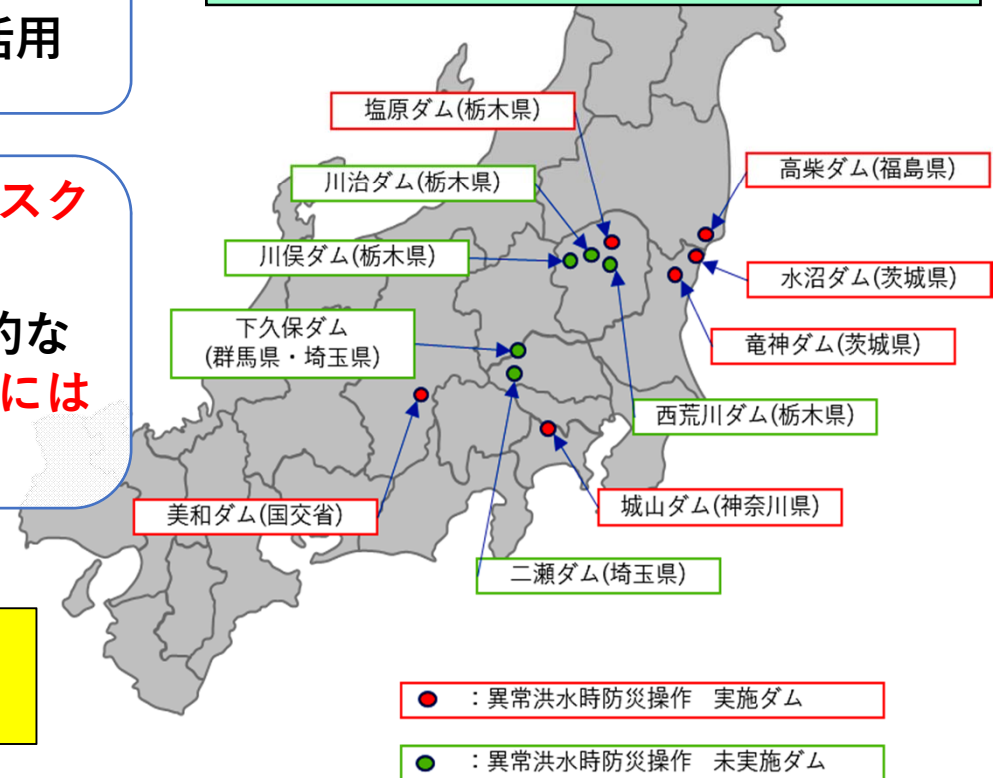 活用
スク
的な
には
塩原ダム(栃木県)
高柴ダム(福島県)
川治ダム(栃木県)
川俣ダム(栃木県)
水沼ダム(茨城県)
下久保ダム
(群馬県・埼玉県)
竜神ダム(茨城県)
西荒川ダム(栃木県)
美和ダム(国交省)
城山ダム(神奈川県)
二瀬ダム(埼玉県)
：異常洪水時防災操作　実施ダム
：異常洪水時防災操作　未実施ダム